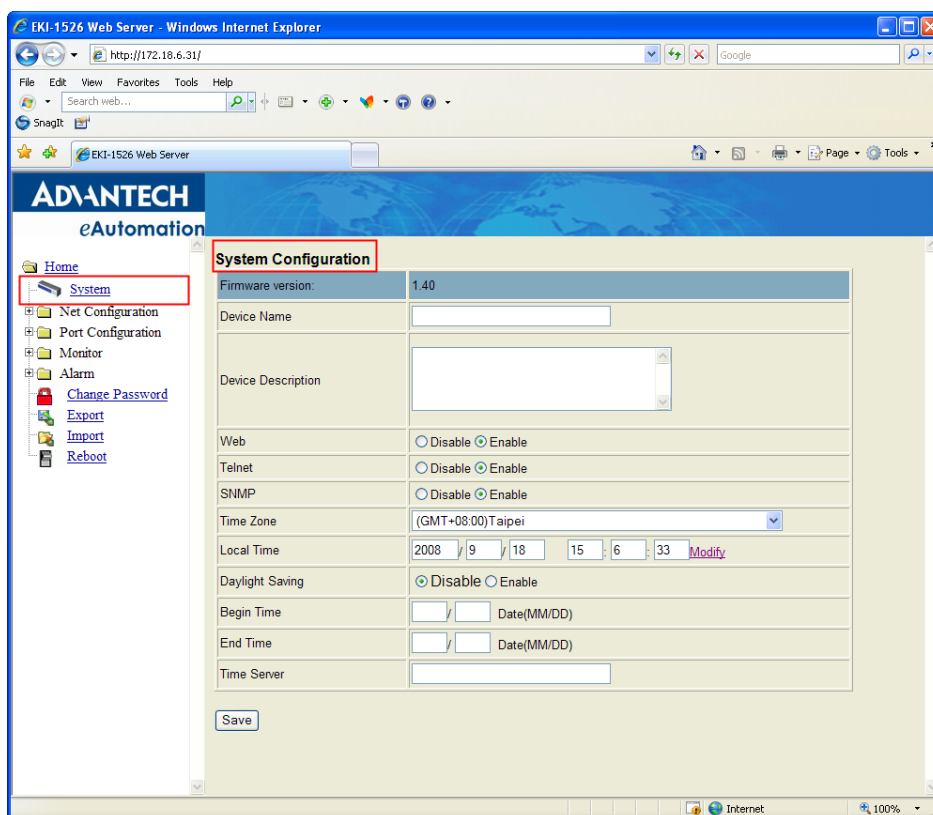 EKI-1526 Web Server - Windows Internet Explorer
http://172.18.6.31/
Google
File Edit View Favorites Tools Help
Search web...
SnagIt
EKI-1526 Web Server
Page Tools
ADVANTECH
eAutomation
Home
System
Net Configuration
Port Configuration
Monitor
Alarm
Change Password
Export
Import
Reboot
System Configuration
Firmware version: 1.40
Device Name
Device Description
Web Disable Enable
Telnet Disable Enable
SNMP Disable Enable
Time Zone (GMT+08:00)Taipei
Local Time 2008 / 9 / 18 15 : 6 : 33 Modify
Daylight Saving Disable Enable
Begin Time / Date(MM/DD)
End Time / Date(MM/DD)
Time Server
Save
Internet 100%